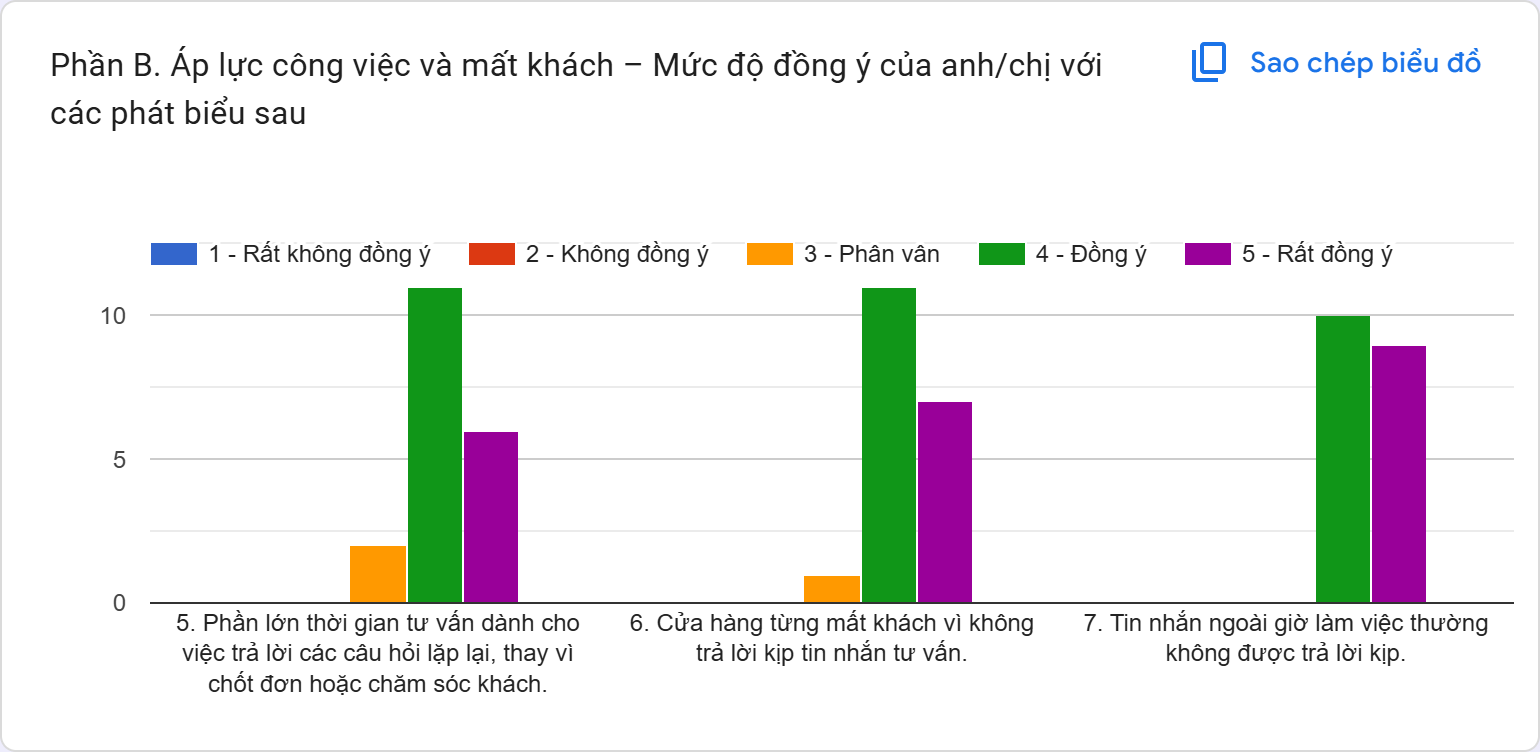 Phần B. Áp lực công việc và mất khách – Mức độ đồng ý của anh/chị với
các phát biểu sau
Sao chép biểu đồ
1 - Rất không đồng ý
2 - Không đồng ý
3 - Phân vân
4 - Đồng ý
5 - Rất đồng ý
10
5
0
5. Phần lớn thời gian tư vấn dành cho
việc trả lời các câu hỏi lặp lại, thay vì
chốt đơn hoặc chăm sóc khách.
6. Cửa hàng từng mất khách vì không
trả lời kịp tin nhắn tư vấn.
7. Tin nhắn ngoài giờ làm việc thường
không được trả lời kịp.